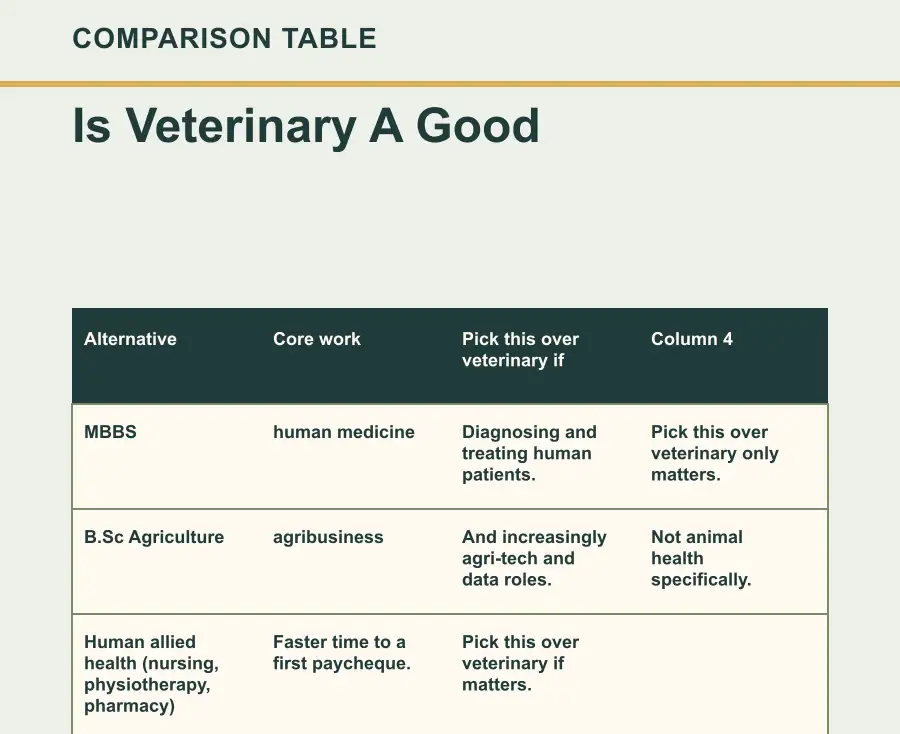 COMPARISON TABLE
Is Veterinary A Good
Alternative
Core work
Pick this over
veterinary if
Column 4
MBBS
human medicine
Diagnosing and
treating human
patients.
Pick this over
veterinary only
matters.
B.Sc Agriculture
agribusiness
And increasingly
agri-tech and
data roles.
Not animal
health
specifically.
Human allied
health (nursing,
physiotherapy,
pharmacy)
Faster time to a
first paycheque.
Pick this over
veterinary if
matters.